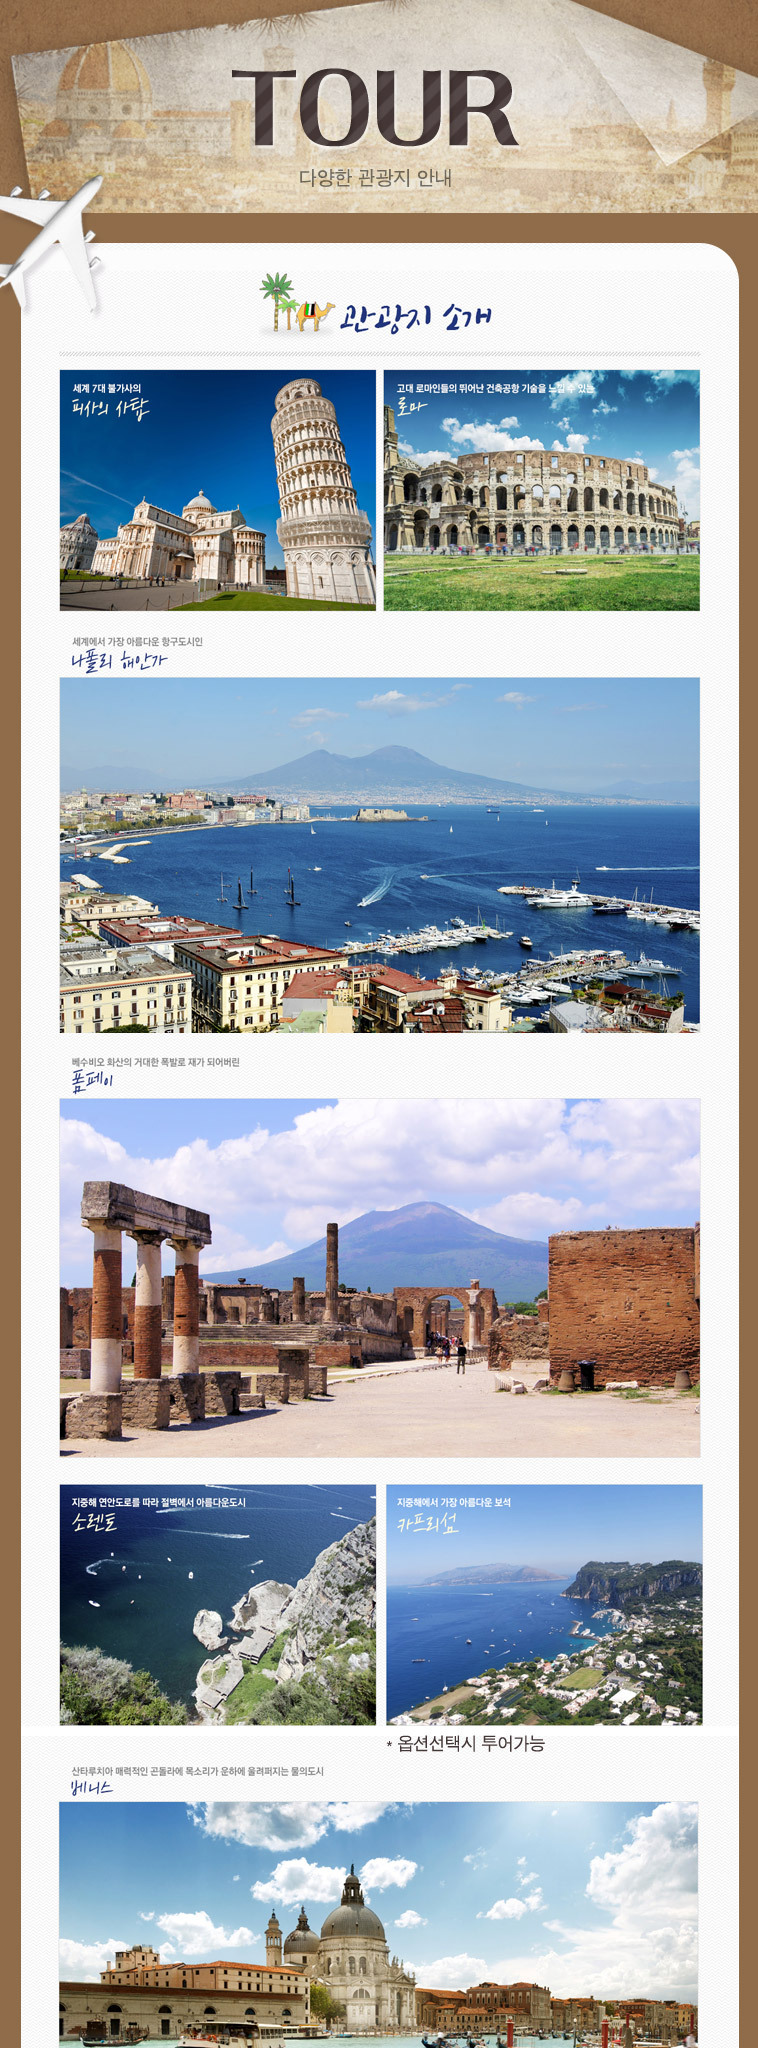 TOUR
다양한 관광지 안내
관광지 소개
세계 7대 불가사의
피사의 사탑
고대 로마인들의 뛰어난 건축공항 기술을 느낄 수 있는
로마
세계에서 가장 아름다운 항구도시인
나폴리 해안가
베수비오 화산의 거대한 폭발로 재가 되어버린
폼페이
지중해 연안도로를 따라 절벽에서 아름다운도시
소렌토
지중해에서 가장 아름다운 보석
카프리섬
* 옵션선택시 투어가능
산타루치아 매력적인 곤돌라에 목소리가 운하에 울려퍼지는 물의도시
베니스